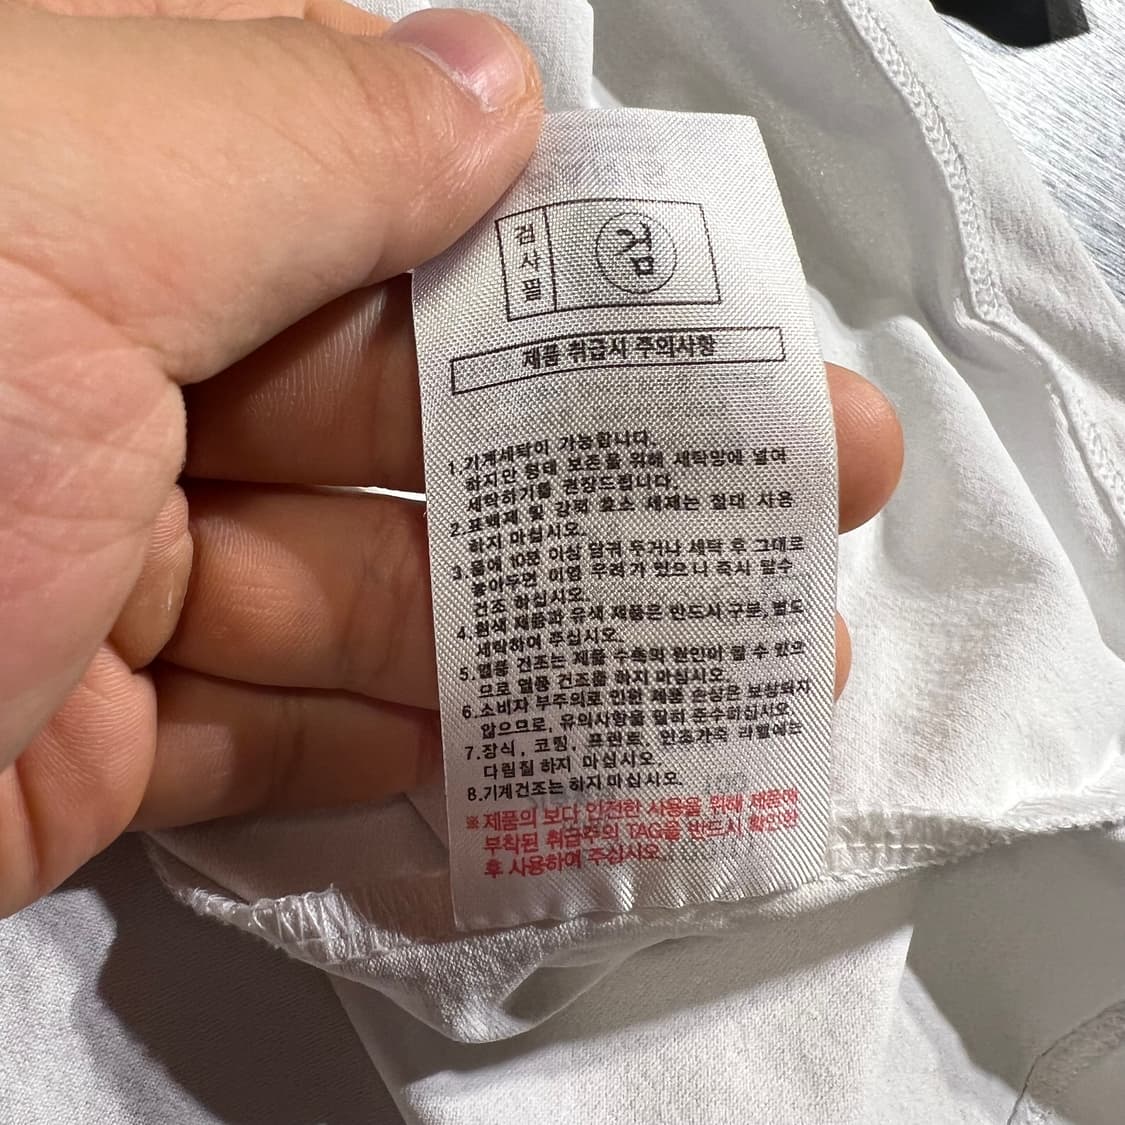 검사필
검
제품 취급시 주의사항
1.기계세탁이 가능합니다.
하지만 형태 보존을 위해 세탁망에 넣어
세탁하기를 권장드립니다.
2.표백제 및 강력 효소 세제는 절대 사용
하지 마십시오.
3.물에 10분 이상 담궈 두거나 세탁 후 그대로
놓아두면 이염 우려가 있으니 즉시 탈수
건조 하십시오.
4.흰색 제품과 유색 제품은 반드시 구분, 별도
세탁하여 주십시오.
5.열풍 건조는 제품 수축의 원인이 될 수 있으
므로 열풍 건조를 하지 마십시오.
6.소비자 부주의로 인한 제품 손상은 보상되지
않으므로, 유의사항을 필히 준수하십시오
7.장식, 코팅, 프린트, 인조가죽 라벨에는
다림질 하지 마십시오.
8.기계건조는 하지 마십시오.
※제품의 보다 안전한 사용을 위해 제품에
부착된 취급주의 TAG을 반드시 확인한
후 사용하여 주십시오.